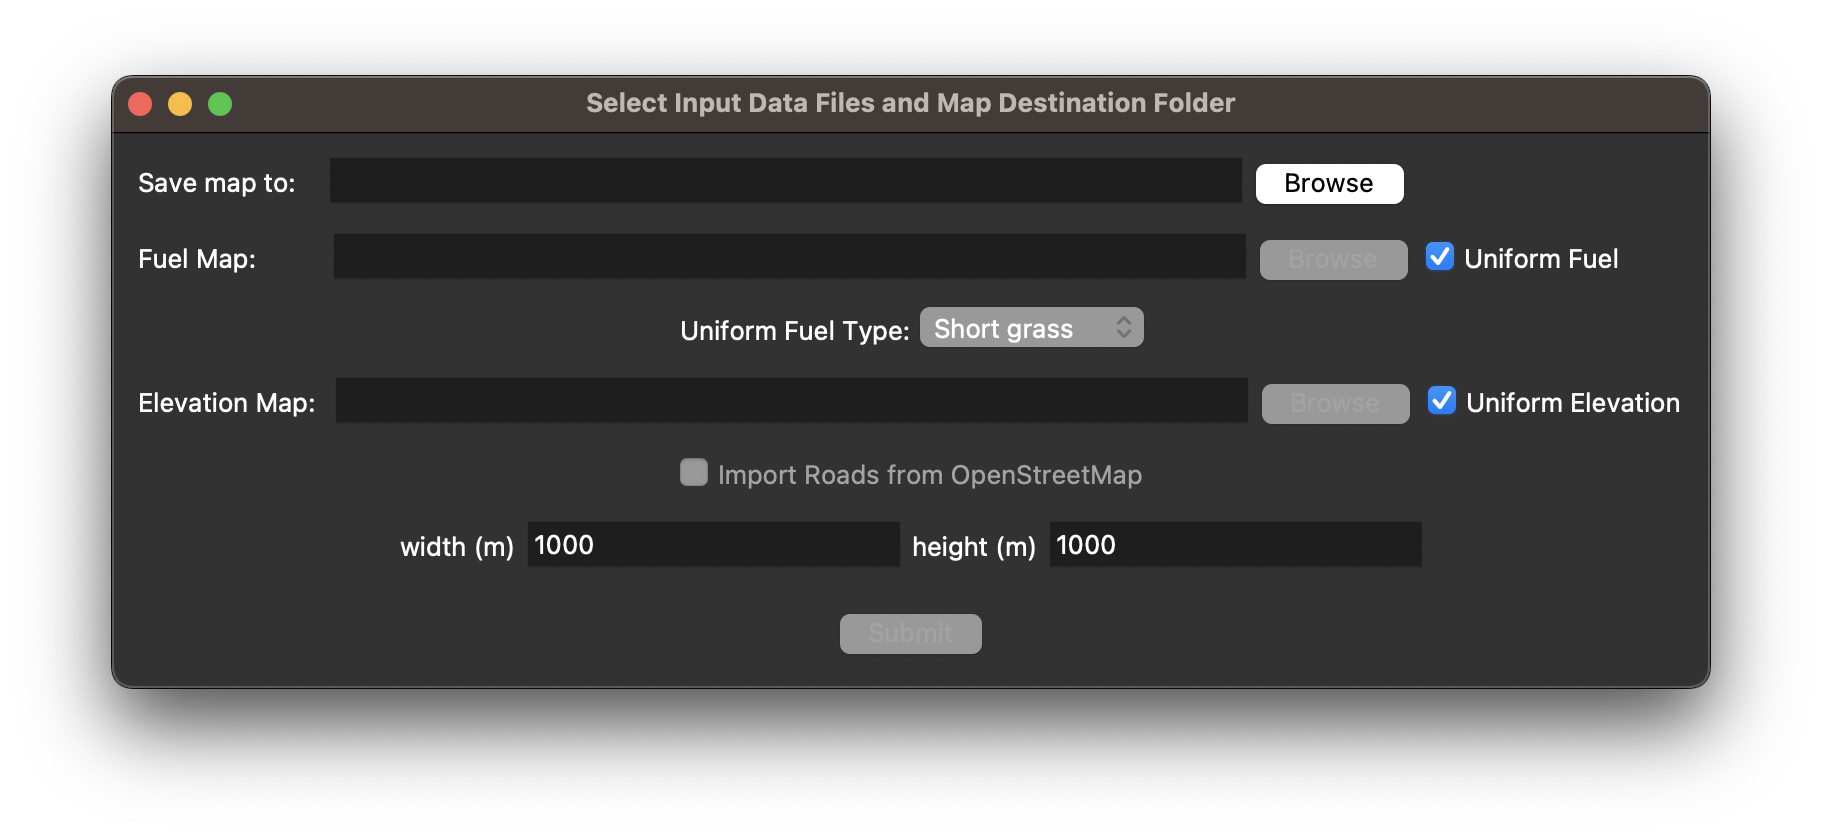 Select Input Data Files and Map Destination Folder
Save map to: Browse
Fuel Map: Browse Uniform Fuel
Uniform Fuel Type: Short grass
Elevation Map: Browse Uniform Elevation
Import Roads from OpenStreetMap
width (m) 1000 height (m) 1000
Submit